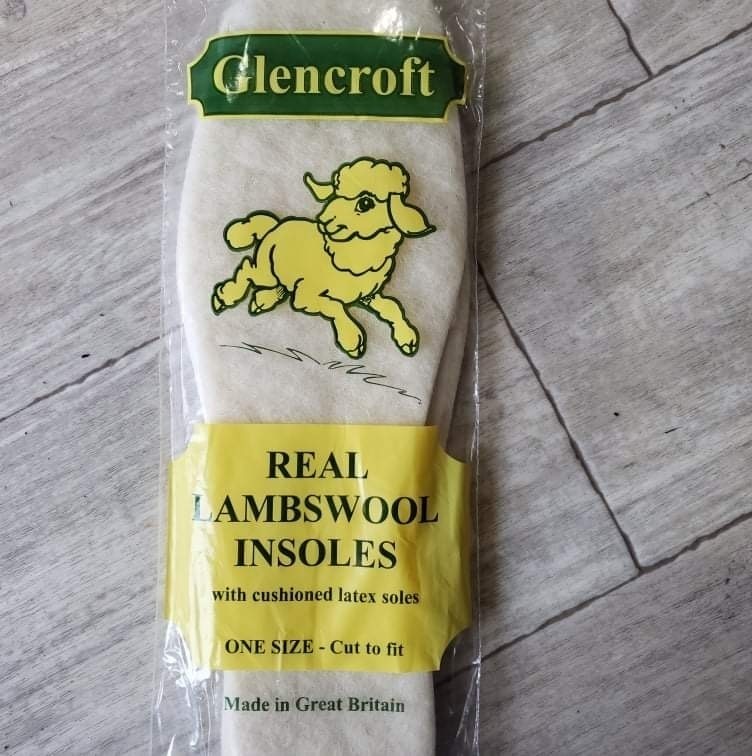 Glencroft
REAL
LAMBSWOOL
INSOLES
with cushioned latex soles
ONE SIZE - Cut to fit
Made in Great Britain